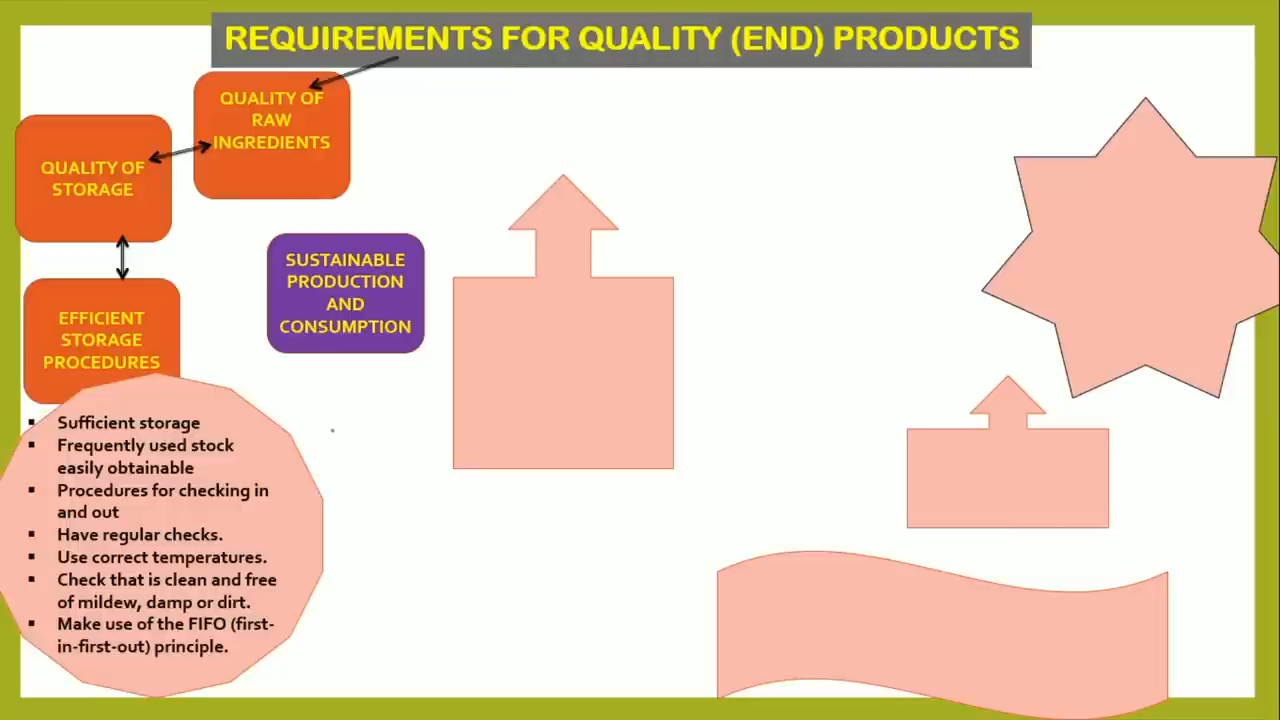 REQUIREMENTS FOR QUALITY (END) PRODUCTS
QUALITY OF
RAW
INGREDIENTS
QUALITY OF
STORAGE
SUSTAINABLE
PRODUCTION
AND
CONSUMPTION
EFFICIENT
STORAGE
PROCEDURES
▪ Sufficient storage
▪ Frequently used stock
easily obtainable
▪ Procedures for checking in
and out
▪ Have regular checks.
▪ Use correct temperatures.
▪ Check that is clean and free
of mildew, damp or dirt.
▪ Make use of the FIFO (first-
in-first-out) principle.